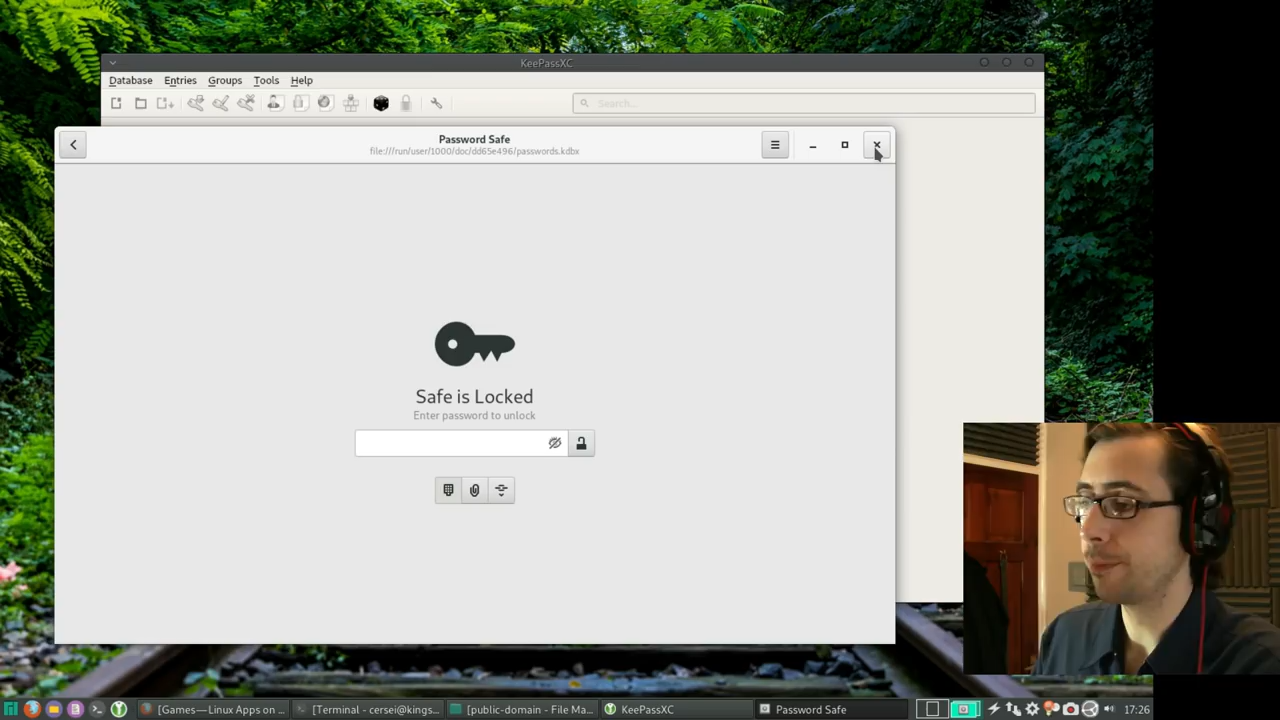 KeePassXC
Database Entries Groups Tools Help
Search...
Password Safe
file:///run/user/1000/doc/dd65e496/passwords.kdbx
Safe is Locked
Enter password to unlock
[Games—Linux Apps on ... [Terminal - cersei@kings... [public-domain - File Ma... KeePassXC Password Safe 17:26